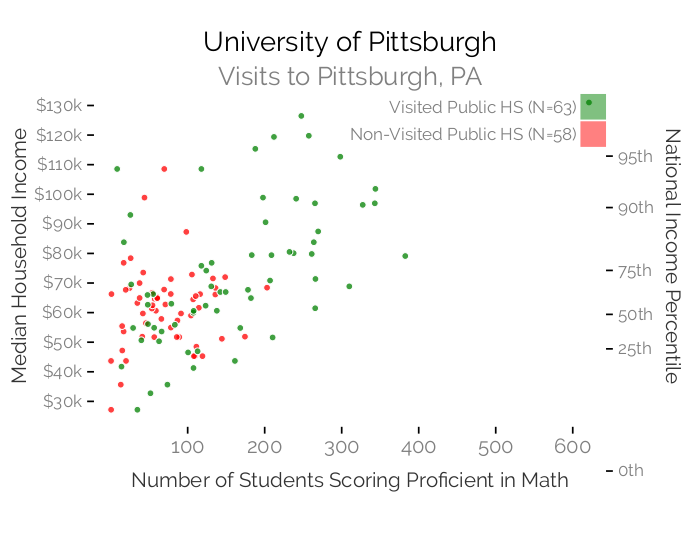 University of Pittsburgh
Visits to Pittsburgh, PA
Visited Public HS (N=63)
Non-Visited Public HS (N=58)
Median Household Income
$130k
$120k
$110k
$100k
$90k
$80k
$70k
$60k
$50k
$40k
$30k
National Income Percentile
95th
90th
75th
50th
25th
0th
100
200
300
400
500
600
Number of Students Scoring Proficient in Math